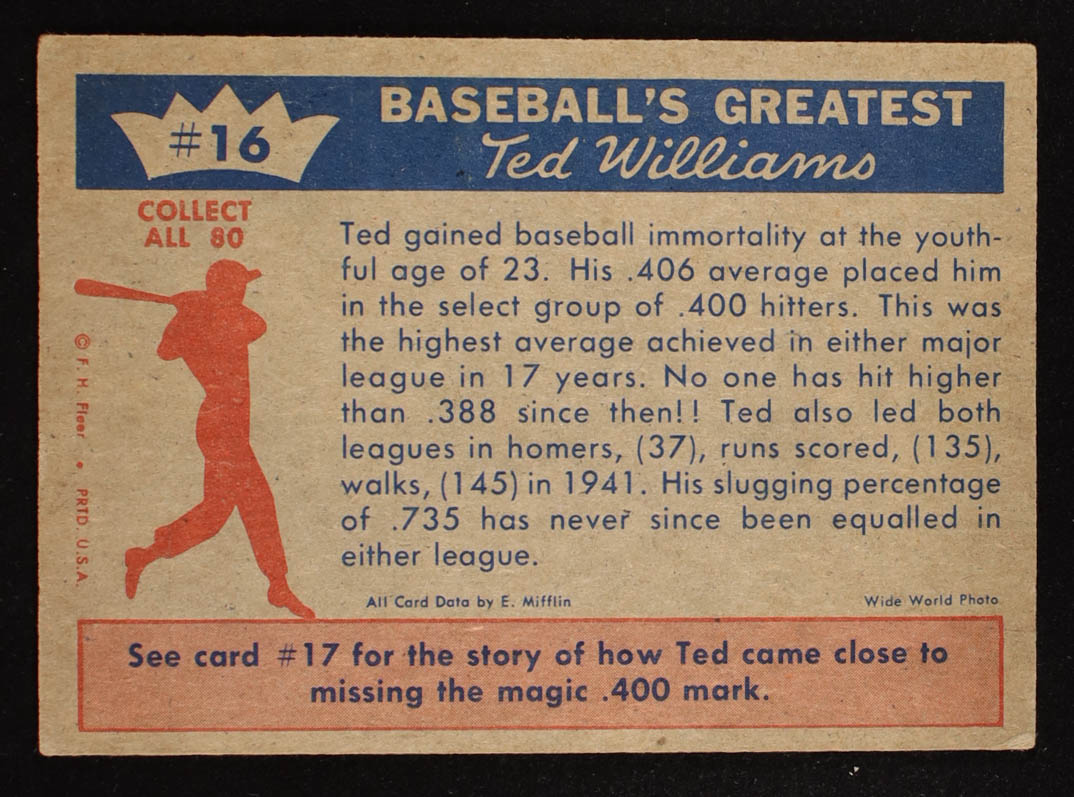 #16
BASEBALL'S GREATEST
Ted Williams
COLLECT
ALL 80
© F. H. Fleer • PRTD. U.S.A.
Ted gained baseball immortality at the youth-
ful age of 23. His .406 average placed him
in the select group of .400 hitters. This was
the highest average achieved in either major
league in 17 years. No one has hit higher
than .388 since then!! Ted also led both
leagues in homers, (37), runs scored, (135),
walks, (145) in 1941. His slugging percentage
of .735 has never since been equalled in
either league.
All Card Data by E. Mifflin
Wide World Photo
See card #17 for the story of how Ted came close to
missing the magic .400 mark.